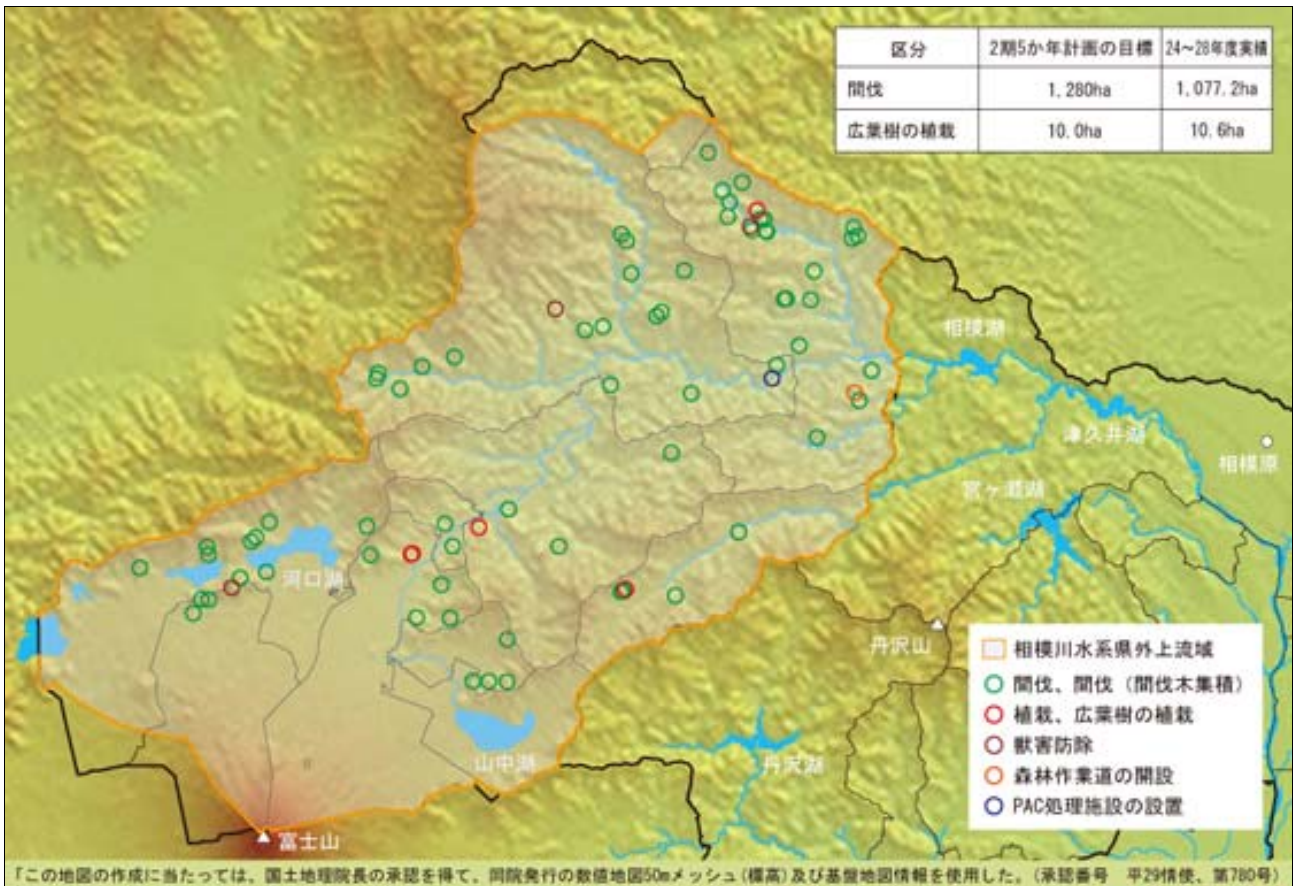 区分 2期5か年計画の目標 24～28年度実績
間伐 1,280ha 1,077.2ha
広葉樹の植栽 10.0ha 10.6ha
相模湖
津久井湖
相模原
宮ヶ瀬湖
河口湖
丹沢山
相模川水系県外上流域
間伐、間伐（間伐木集積）
植栽、広葉樹の植栽
獣害防除
森林作業道の開設
PAC処理施設の設置
山中湖
丹沢湖
富士山
「この地図の作成に当たっては、国土地理院長の承認を得て、同院発行の数値地図50mメッシュ(標高)及び基盤地図情報を使用した。(承認番号 平29情使、第780号)